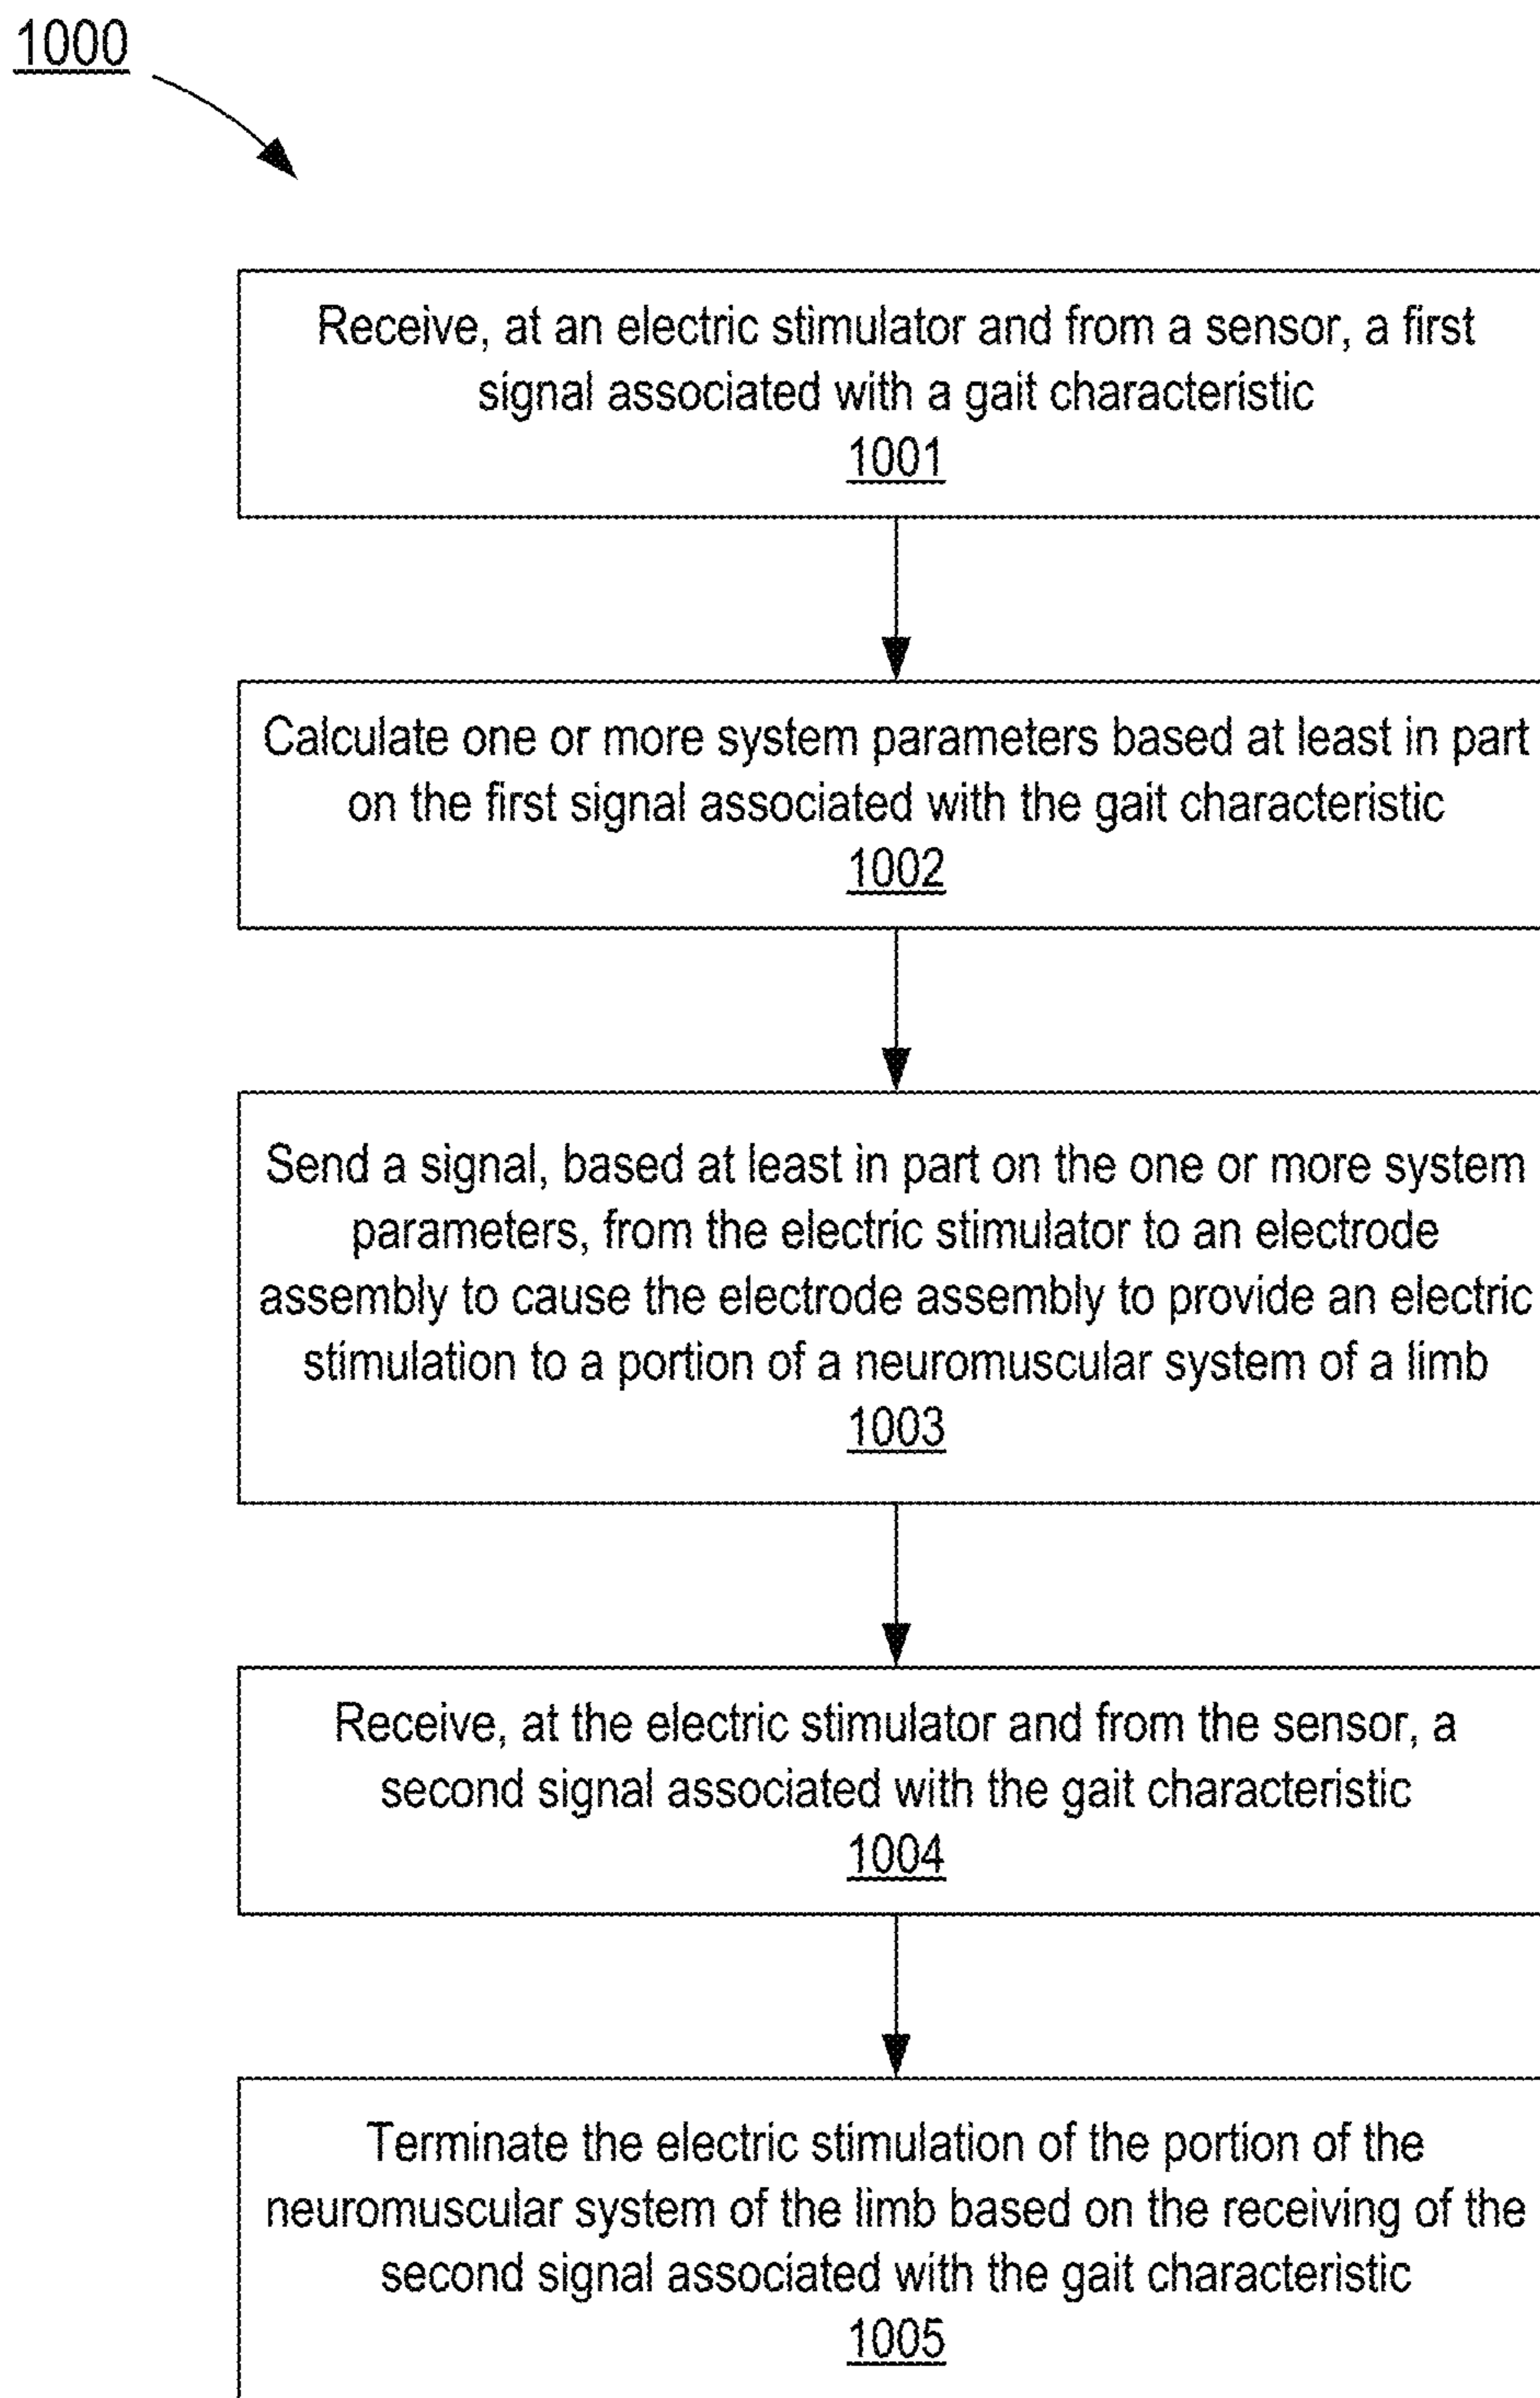 1000
Receive, at an electric stimulator and from a sensor, a first
signal associated with a gait characteristic
1001
Calculate one or more system parameters based at least in part
on the first signal associated with the gait characteristic
1002
Send a signal, based at least in part on the one or more system
parameters, from the electric stimulator to an electrode
assembly to cause the electrode assembly to provide an electric
stimulation to a portion of a neuromuscular system of a limb
1003
Receive, at the electric stimulator and from the sensor, a
second signal associated with the gait characteristic
1004
Terminate the electric stimulation of the portion of the
neuromuscular system of the limb based on the receiving of the
second signal associated with the gait characteristic
1005